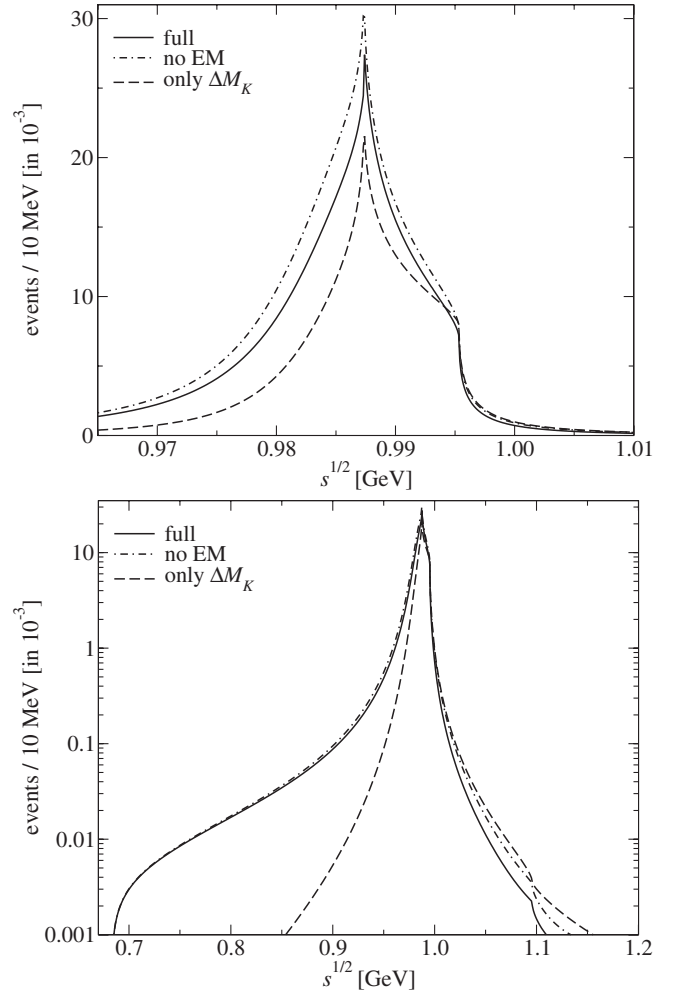 30
20
10
0
events / 10 MeV [in 10⁻³]
full
no EM
only ΔM_K
0.97 0.98 0.99 1.00 1.01
s^{1/2} [GeV]
10
1
0.1
0.01
0.001
events / 10 MeV [in 10⁻³]
full
no EM
only ΔM_K
0.7 0.8 0.9 1.0 1.1 1.2
s^{1/2} [GeV]